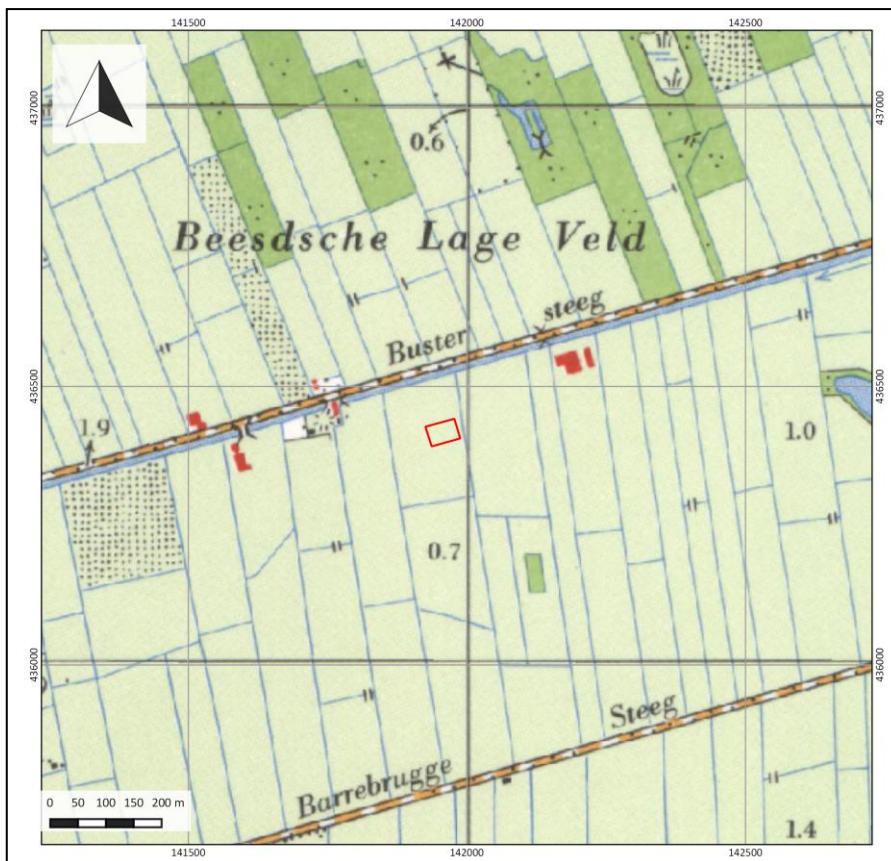 141500 142000 142500
437000 437000
0.6
Beesdsche Lage Veld
steeg
Buster
436500 436500
1.9
1.0
0.7
436000 436000
Steeg
Barrebrugge
0 50 100 150 200 m
1.4
141500 142000 142500